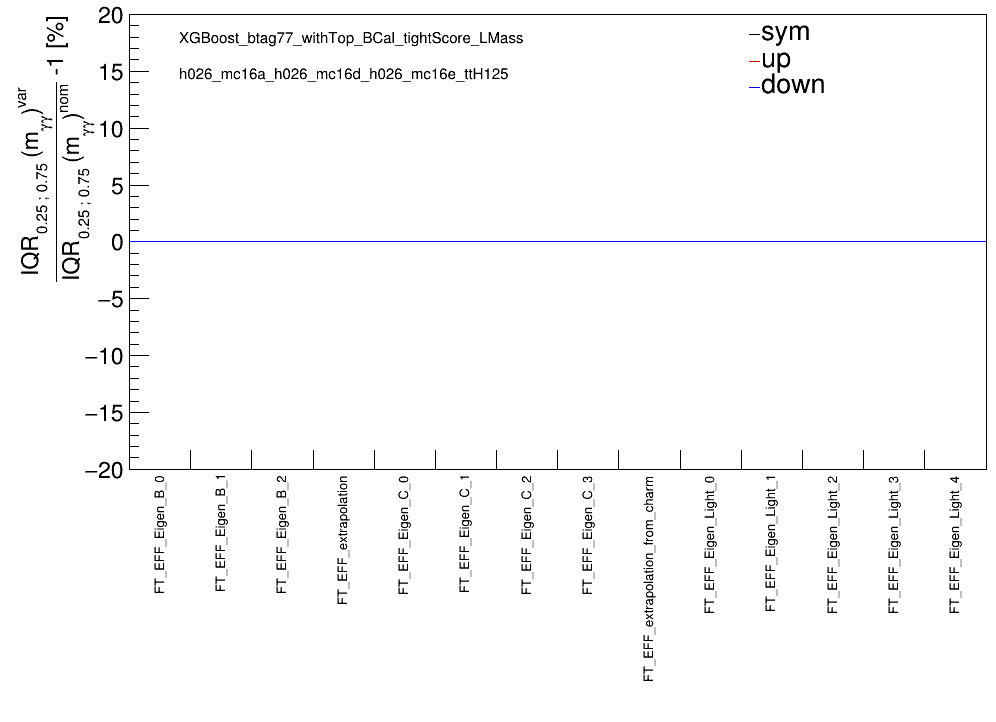 IQR0.25 ; 0.75 (mγγ)var
IQR0.25 ; 0.75 (mγγ)nom -1 [%]
20
15
10
5
0
−5
−10
−15
−20
XGBoost_btag77_withTop_BCal_tightScore_LMass
h026_mc16a_h026_mc16d_h026_mc16e_ttH125
sym
up
down
FT_EFF_Eigen_B_0
FT_EFF_Eigen_B_1
FT_EFF_Eigen_B_2
FT_EFF_extrapolation
FT_EFF_Eigen_C_0
FT_EFF_Eigen_C_1
FT_EFF_Eigen_C_2
FT_EFF_Eigen_C_3
FT_EFF_extrapolation_from_charm
FT_EFF_Eigen_Light_0
FT_EFF_Eigen_Light_1
FT_EFF_Eigen_Light_2
FT_EFF_Eigen_Light_3
FT_EFF_Eigen_Light_4